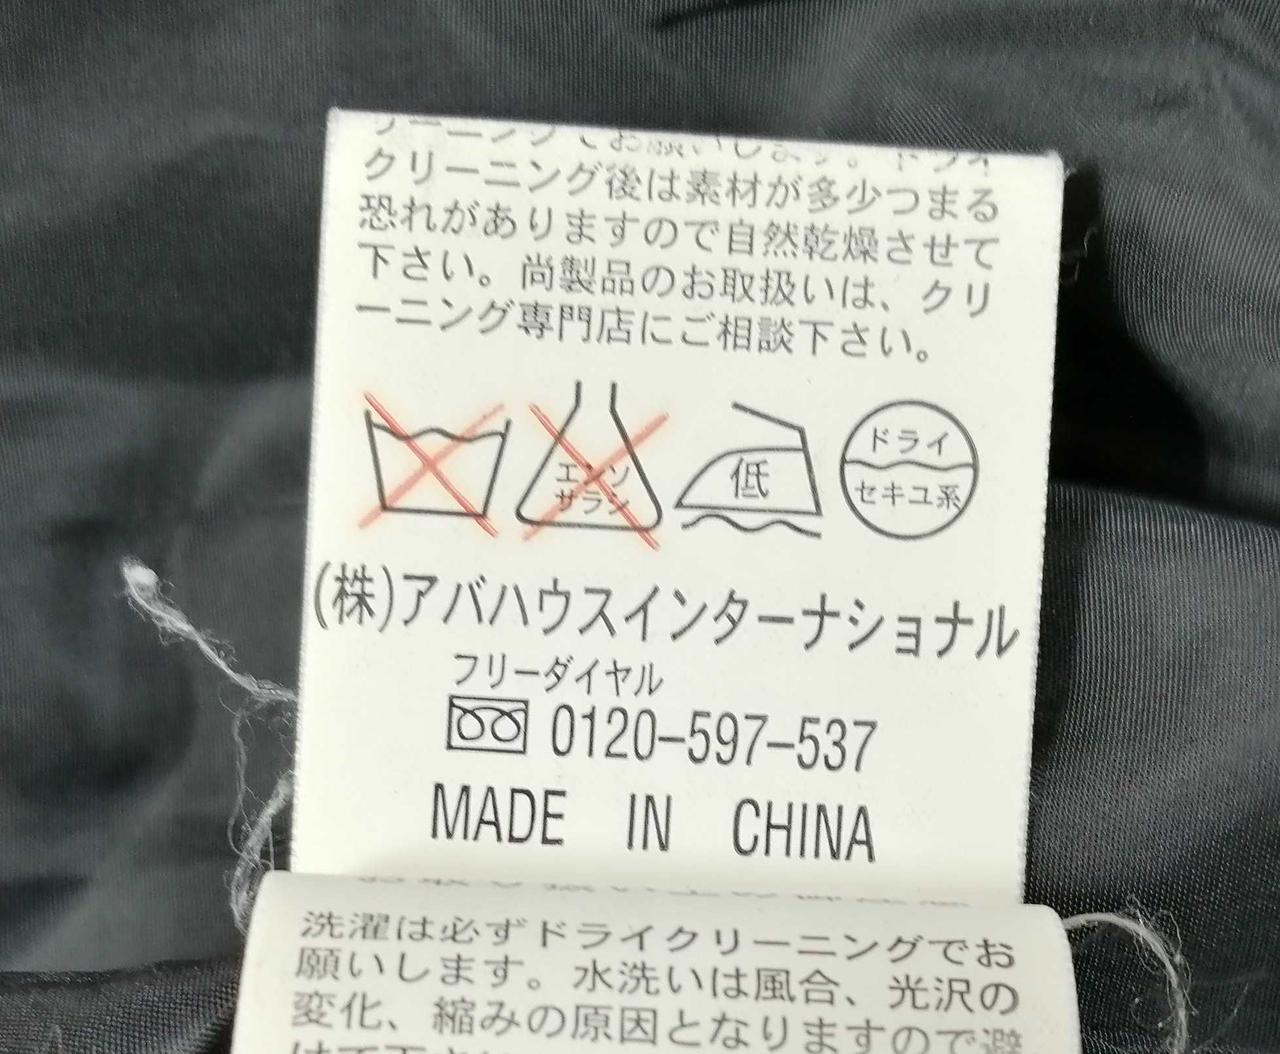 クリーニング後は素材が多少つまる
恐れがありますので自然乾燥させて
下さい。尚製品のお取扱いは、クリ
ーニング専門店にご相談下さい。
エンソ
サラシ
低
ドライ
セキユ系
(株)アバハウスインターナショナル
フリーダイヤル
0120-597-537
MADE IN CHINA
洗濯は必ずドライクリーニングでお
願いします。水洗いは風合、光沢の
変化、縮みの原因となりますので避